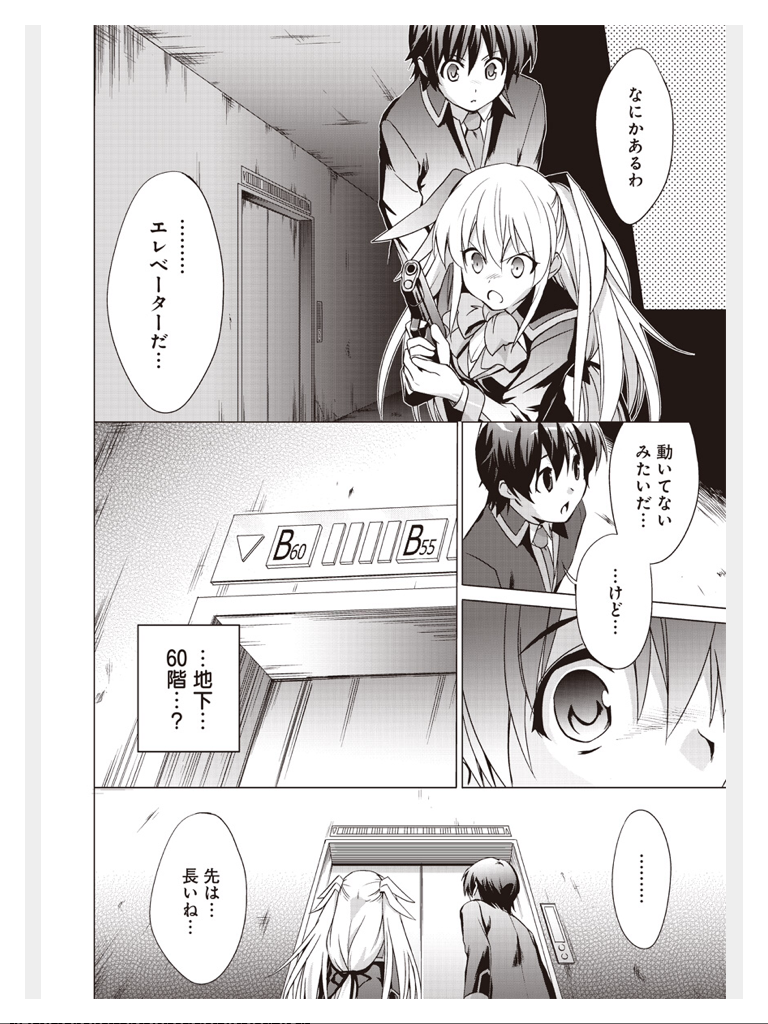 なにかあるわ
………
エレベーターだ…
動いてない
みたいだ…
…けど…
B60
B55
…地下…
60階…?
………
先は…
長いね…